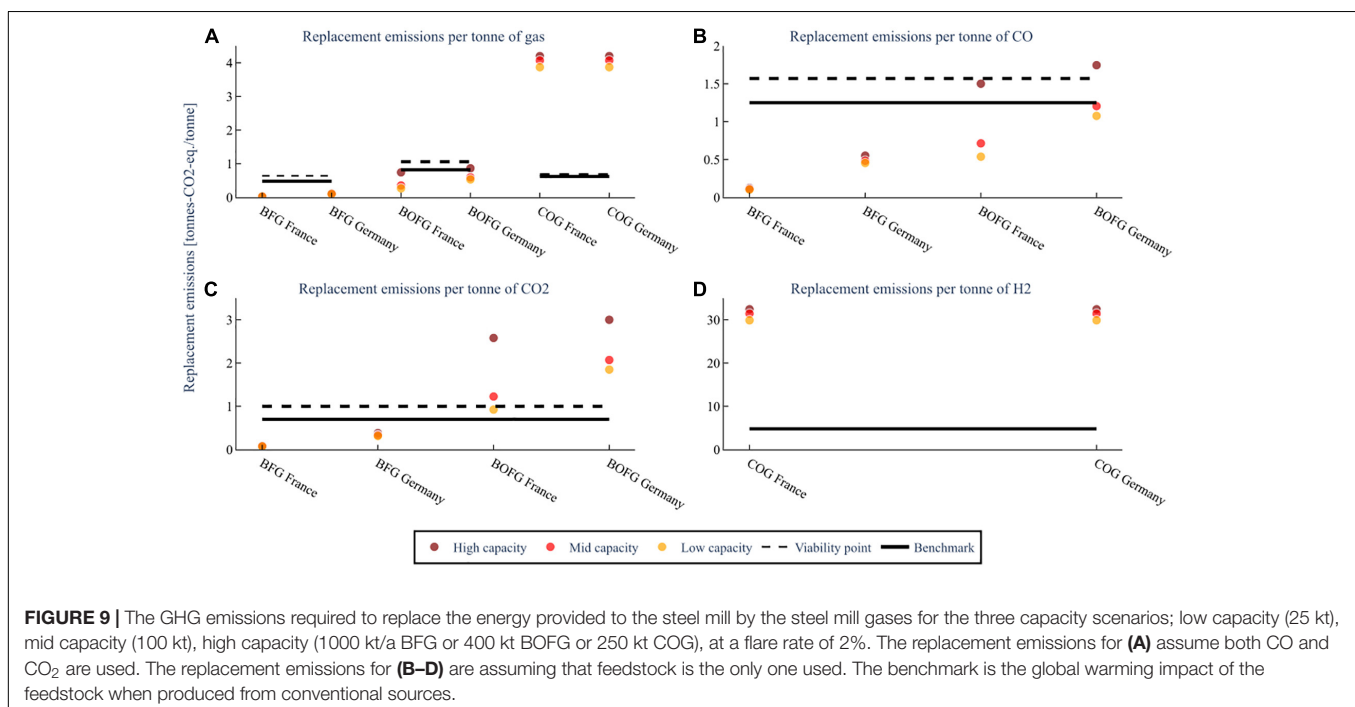 A
Replacement emissions per tonne of gas
4
3
2
1
0
BFG France
BFG Germany
BOFG France
BOFG Germany
COG France
COG Germany
B
Replacement emissions per tonne of CO
2
1.5
1
0.5
0
BFG France
BFG Germany
BOFG France
BOFG Germany
Replacement emissions [tonnes-CO2-eq./tonne]
C
Replacement emissions per tonne of CO2
3
2
1
0
BFG France
BFG Germany
BOFG France
BOFG Germany
D
Replacement emissions per tonne of H2
30
20
10
0
COG France
COG Germany
High capacity Mid capacity Low capacity Viability point Benchmark
FIGURE 9 | The GHG emissions required to replace the energy provided to the steel mill by the steel mill gases for the three capacity scenarios; low capacity (25 kt),
mid capacity (100 kt), high capacity (1000 kt/a BFG or 400 kt BOFG or 250 kt COG), at a flare rate of 2%. The replacement emissions for (A) assume both CO and
CO₂ are used. The replacement emissions for (B–D) are assuming that feedstock is the only one used. The benchmark is the global warming impact of the
feedstock when produced from conventional sources.